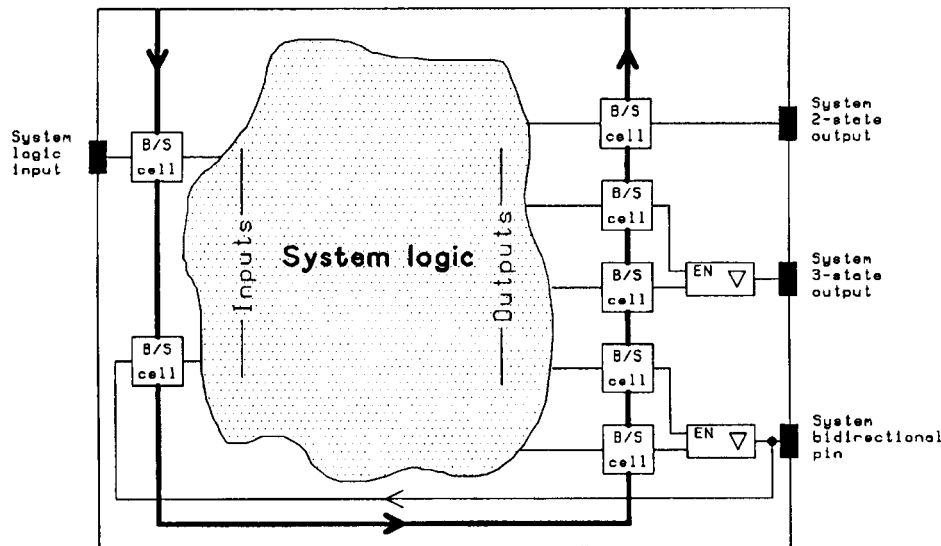 System
logic
input
B/S
cell
B/S
cell
Inputs
System logic
Outputs
B/S
cell
B/S
cell
B/S
cell
B/S
cell
B/S
cell
EN
EN
System
2-state
output
System
3-state
output
System
bidirectional
pin